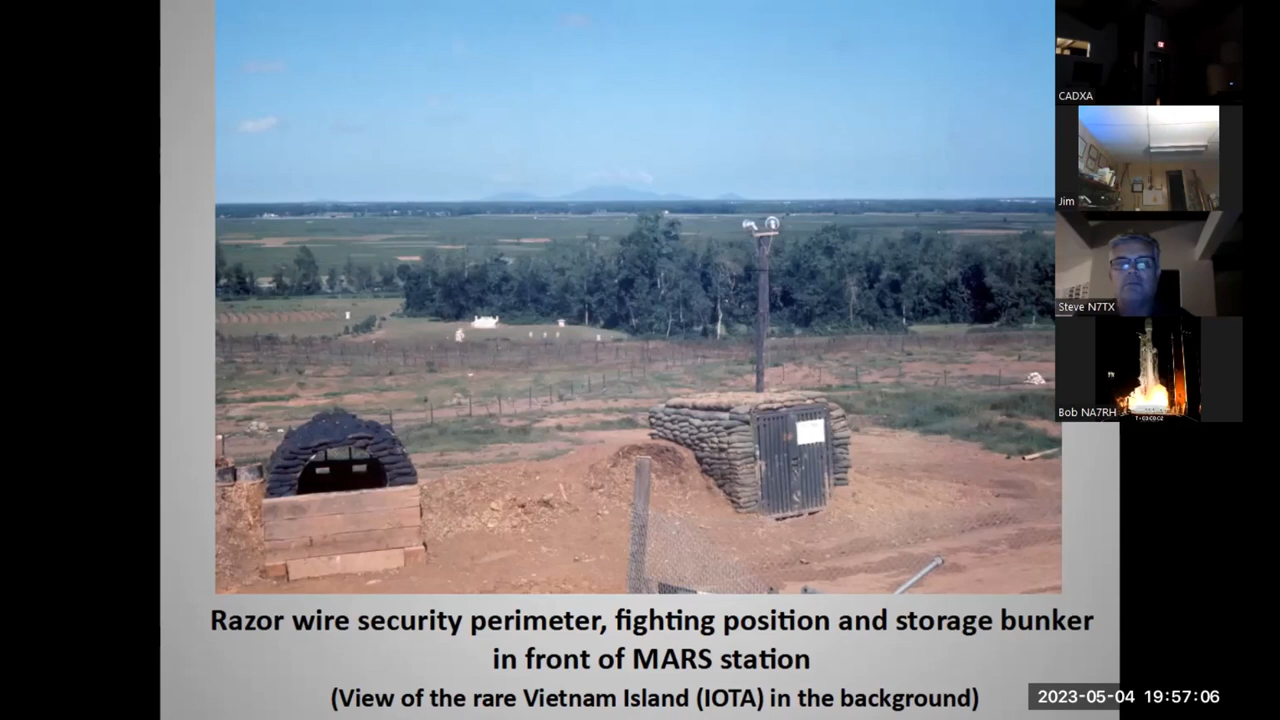 CADXA
Jim
Steve N7TX
Bob NA7RH
Razor wire security perimeter, fighting position and storage bunker
in front of MARS station
(View of the rare Vietnam Island (IOTA) in the background)
2023-05-04 19:57:06